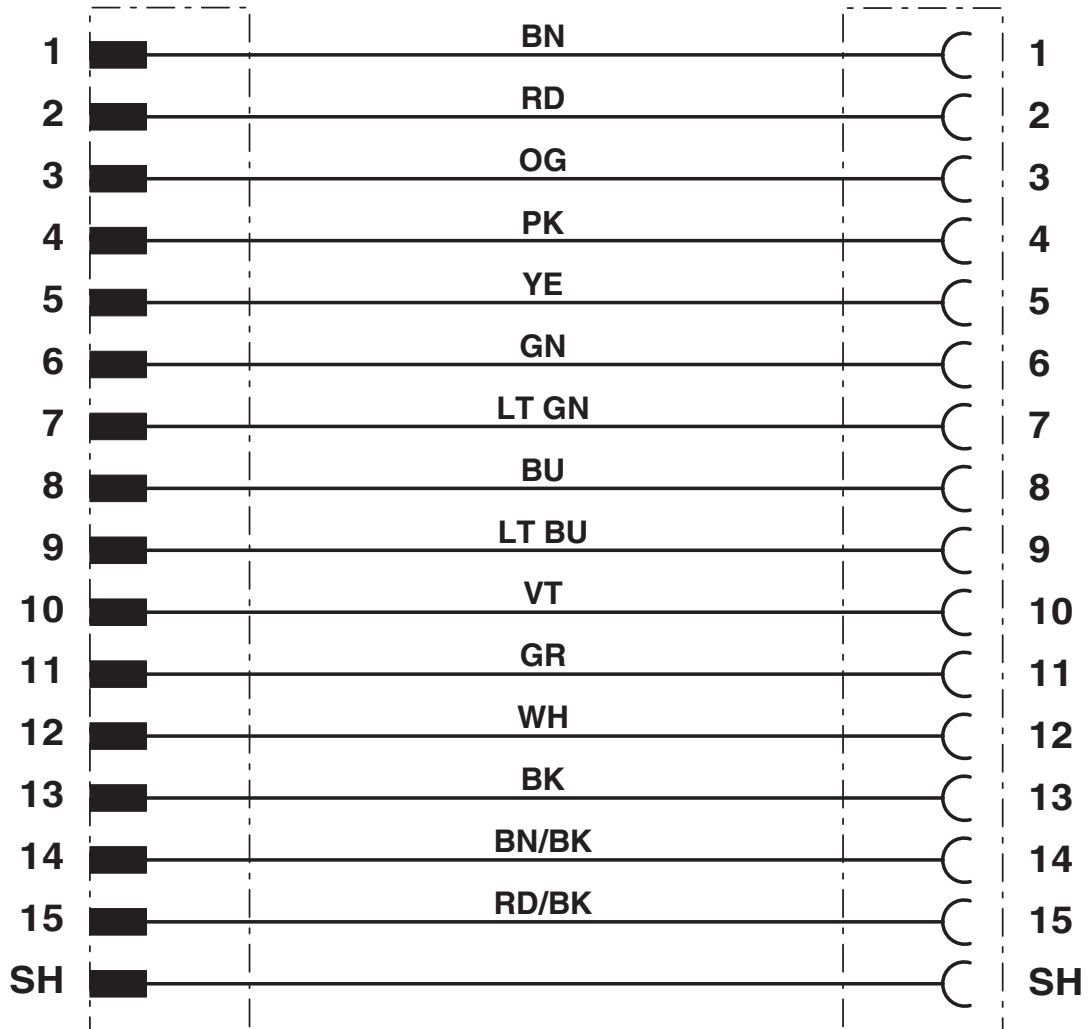 1 BN 1
2 RD 2
3 OG 3
4 PK 4
5 YE 5
6 GN 6
7 LT GN 7
8 BU 8
9 LT BU 9
10 VT 10
11 GR 11
12 WH 12
13 BK 13
14 BN/BK 14
15 RD/BK 15
SH SH